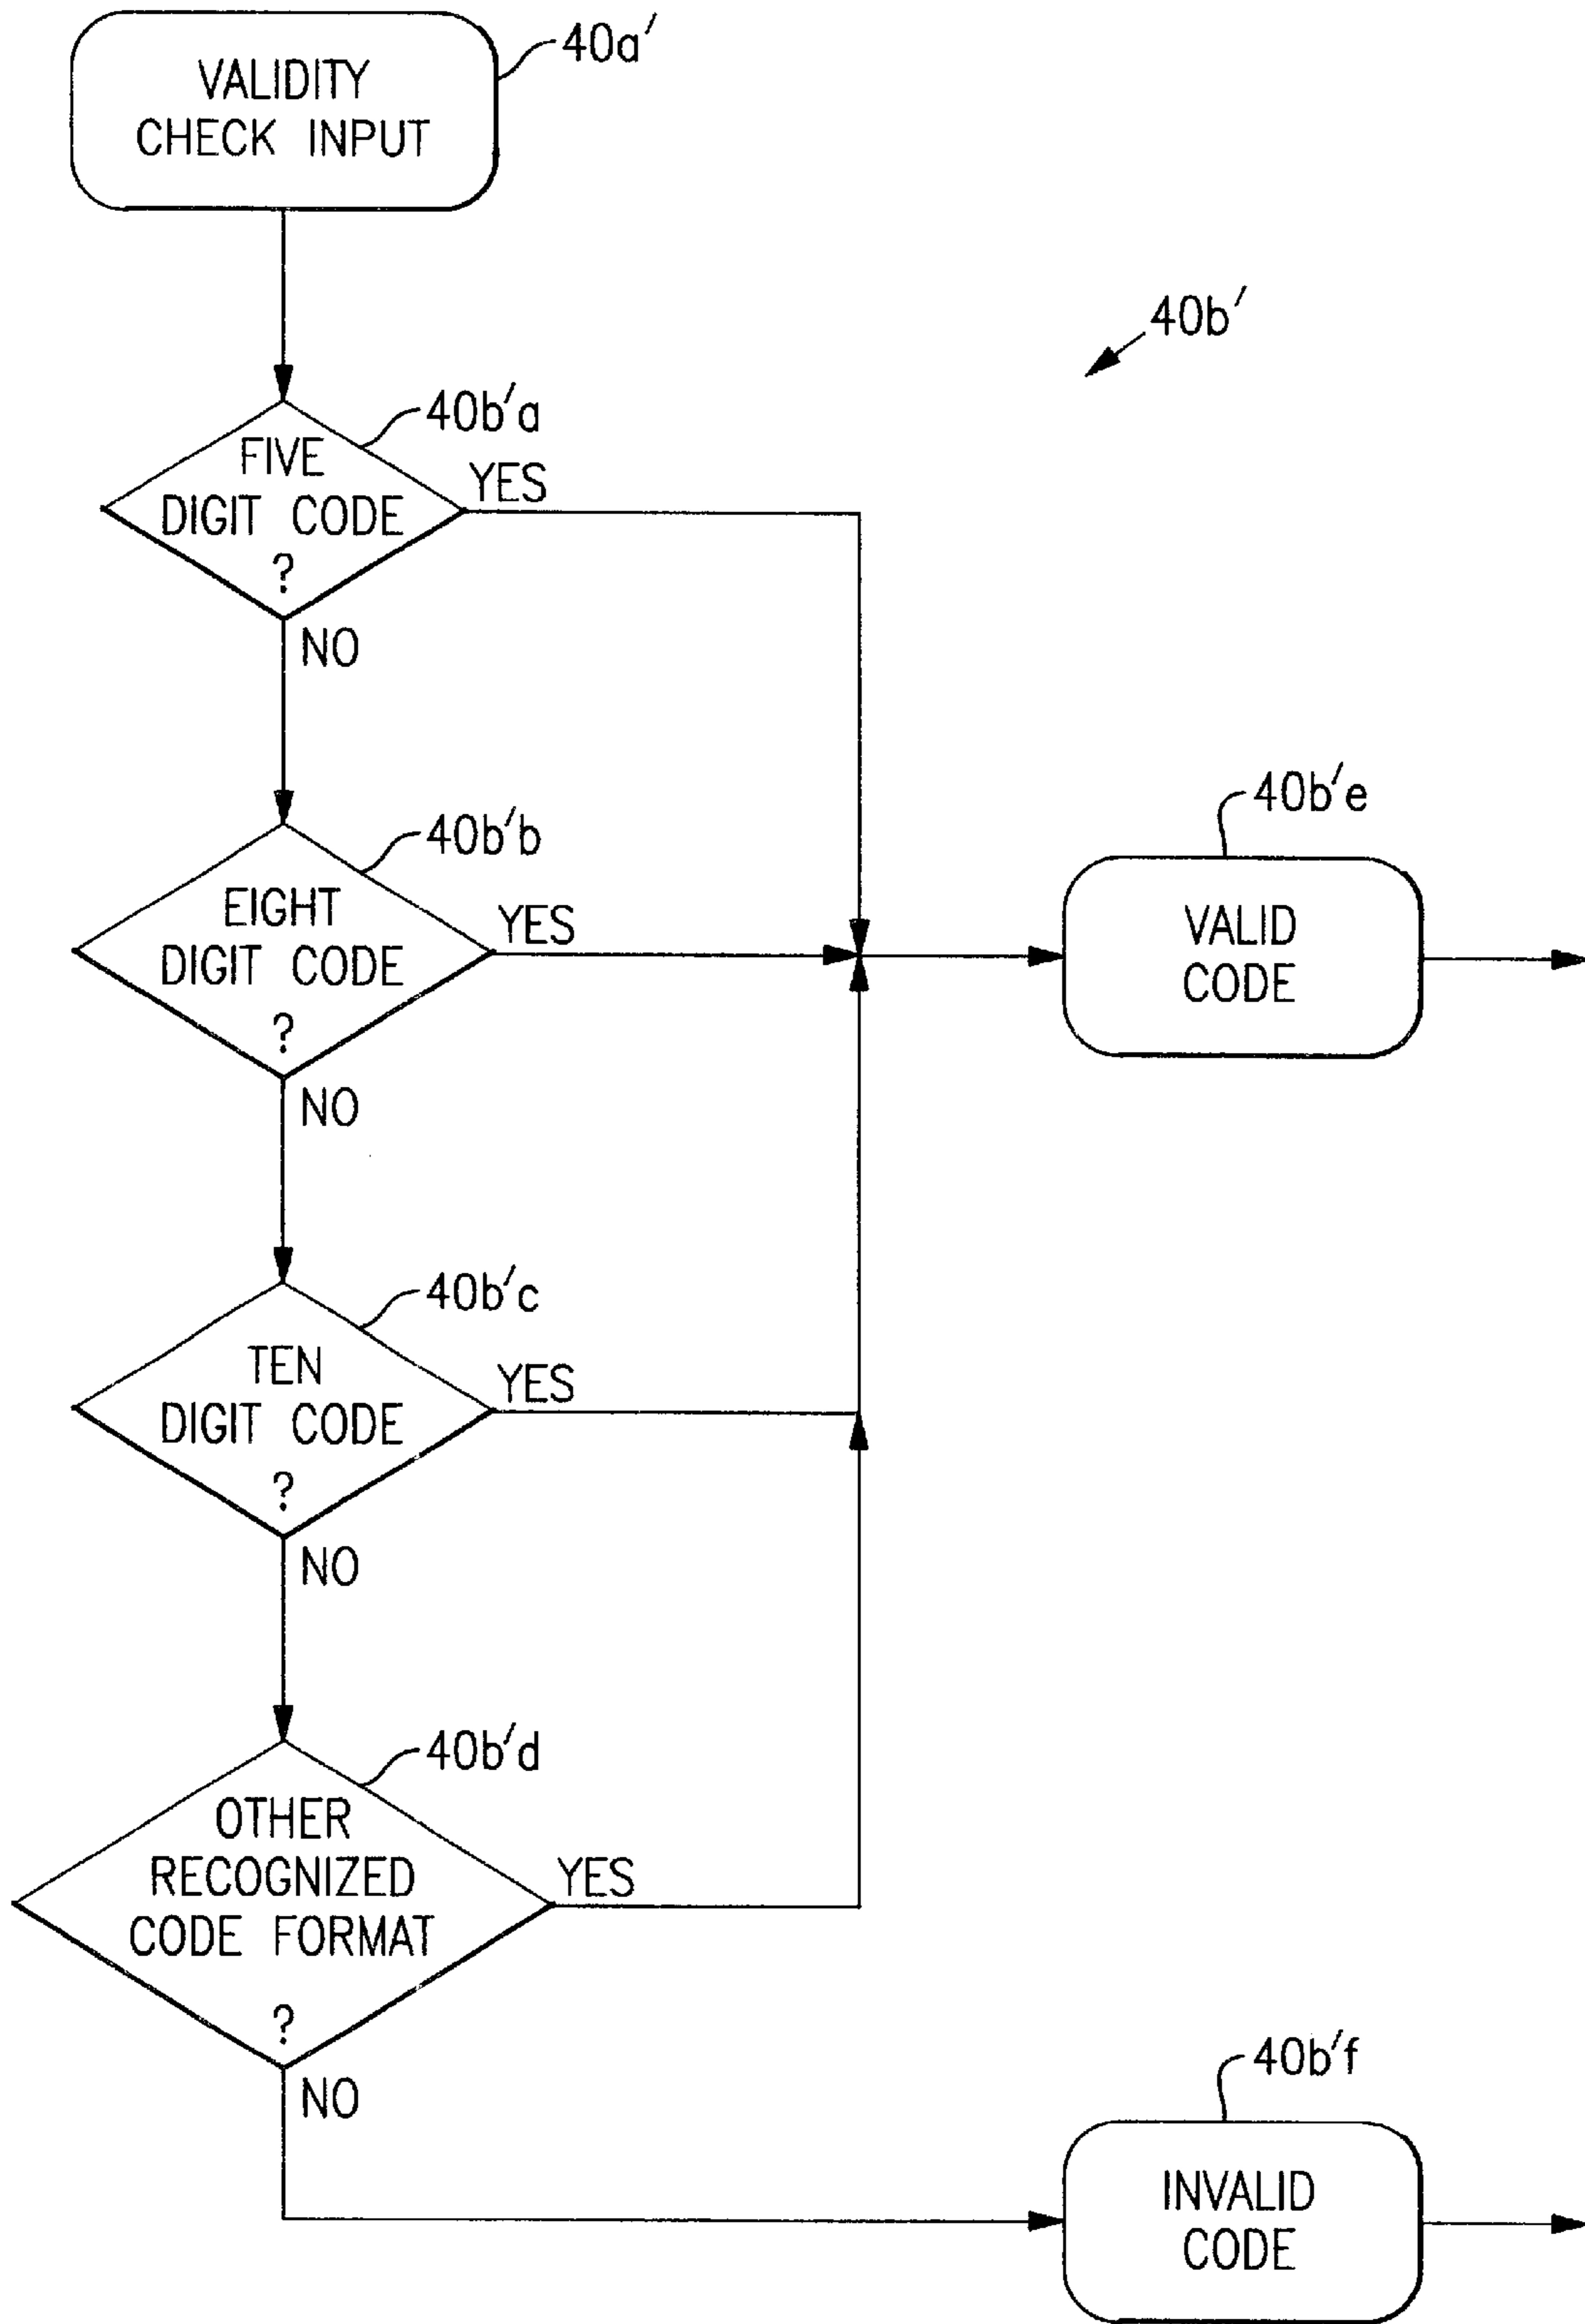 40a′
VALIDITY
CHECK INPUT
40b′
40b′a
FIVE
DIGIT CODE
?
YES
NO
40b′b
EIGHT
DIGIT CODE
?
YES
NO
40b′e
VALID
CODE
40b′c
TEN
DIGIT CODE
?
YES
NO
40b′d
OTHER
RECOGNIZED
CODE FORMAT
?
YES
NO
40b′f
INVALID
CODE